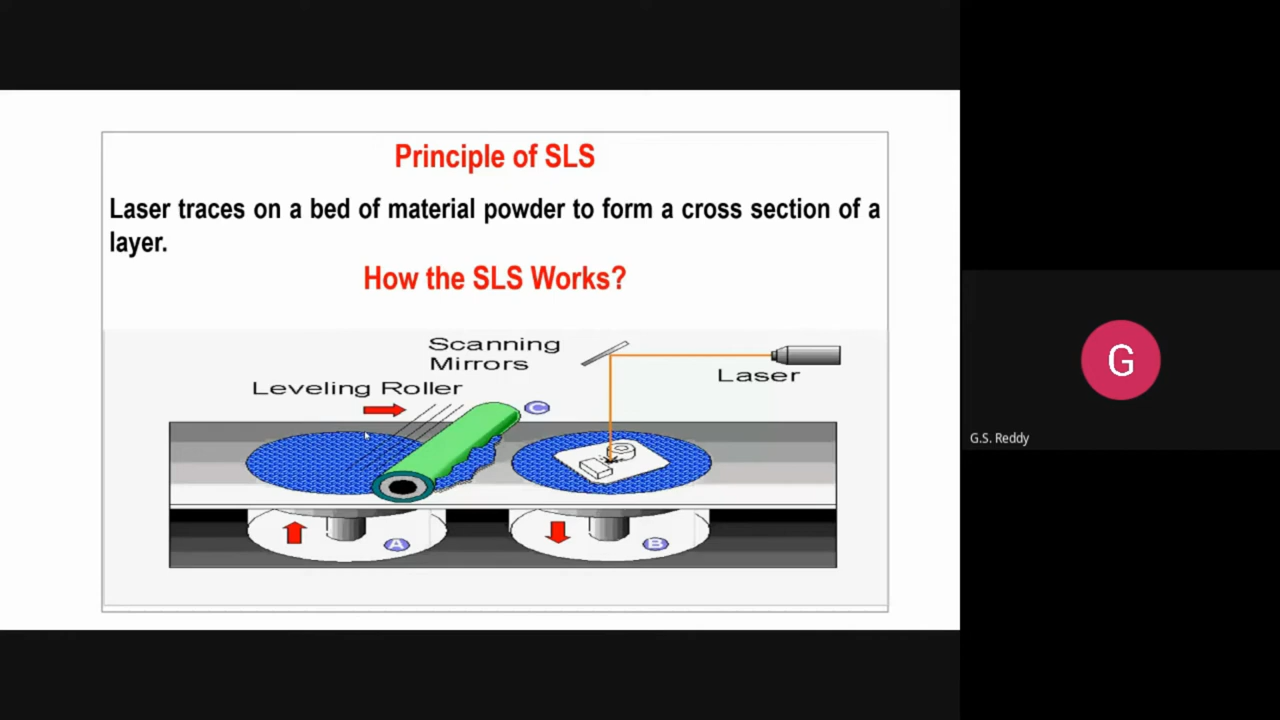 Principle of SLS
Laser traces on a bed of material powder to form a cross section of a
layer.
How the SLS Works?
Scanning
Mirrors
Laser
Leveling Roller
C
A
B
G
G.S. Reddy